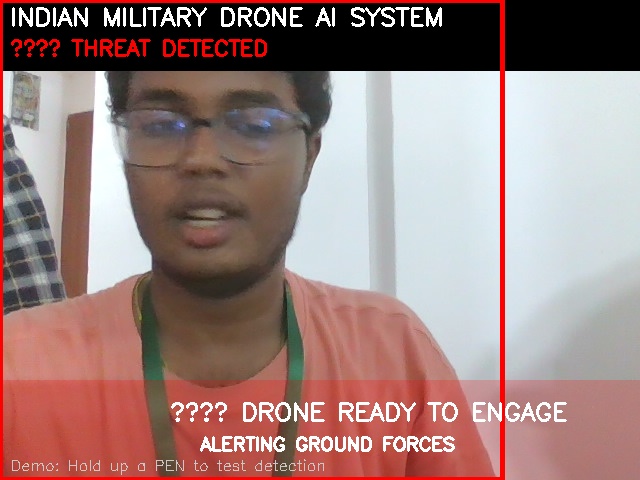 INDIAN MILITARY DRONE AI SYSTEM
???? THREAT DETECTED
???? DRONE READY TO ENGAGE
ALERTING GROUND FORCES
Demo: Hold up a PEN to test detection